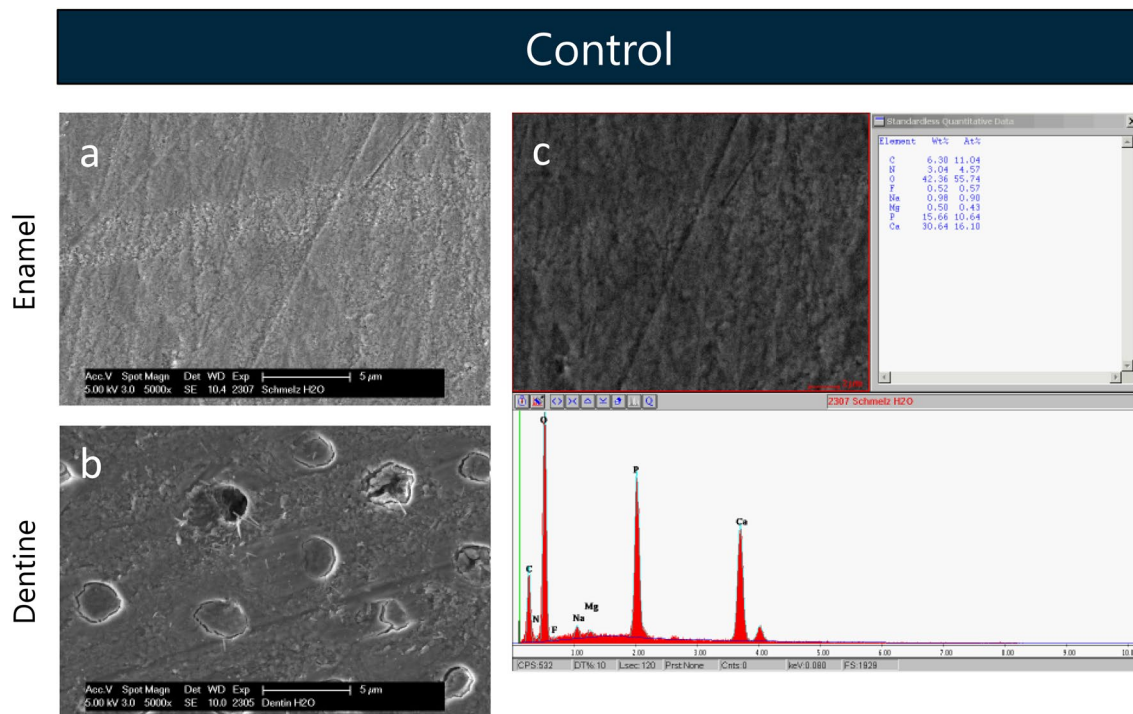 Control
Enamel
a
Acc.V Spot Magn Det WD Exp 5 µm
5.00 kV 3.0 5000x SE 10.4 2307 Schmelz H2O
Dentine
b
Acc.V Spot Magn Det WD Exp 5 µm
5.00 kV 3.0 5000x SE 10.0 2305 Dentin H2O
c
Standardless Quantitative Data
Element Wt% At%
C 6.30 11.04
N 3.04 4.57
O 42.36 55.74
F 0.52 0.57
Na 0.98 0.90
Mg 0.50 0.43
P 15.66 10.64
Ca 30.64 16.10
2307 Schmelz H2O
C
N
O
F
Na
Mg
P
Ca
1.00 2.00 3.00 4.00 5.00 6.00 7.00 8.00 9.00
CPS:532 DT%:10 Lsec:120 Prst:None Cnts:0 keV:0.080 FS:1929